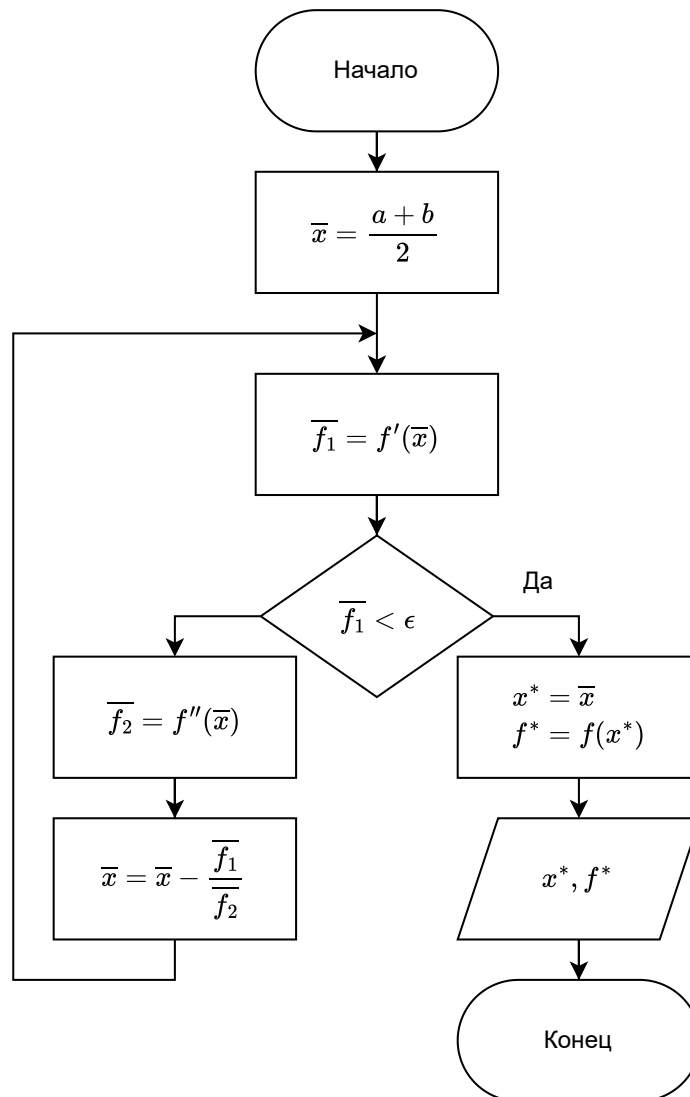 Начало
x̅ = (a + b)/2
f̅₁ = f′(x̅)
Да
f̅₁ < ϵ
f̅₂ = f″(x̅)
x* = x̅
f* = f(x*)
x̅ = x̅ − f̅₁/f̅₂
x*, f*
Конец